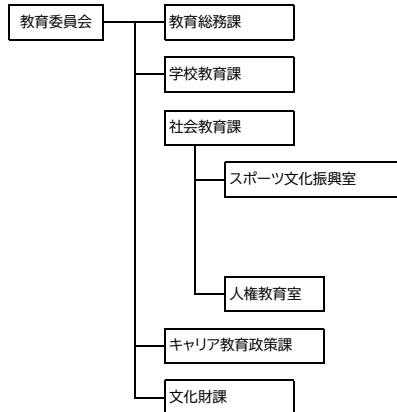 教育委員会
教育総務課
学校教育課
社会教育課
スポーツ文化振興室
人権教育室
キャリア教育政策課
文化財課